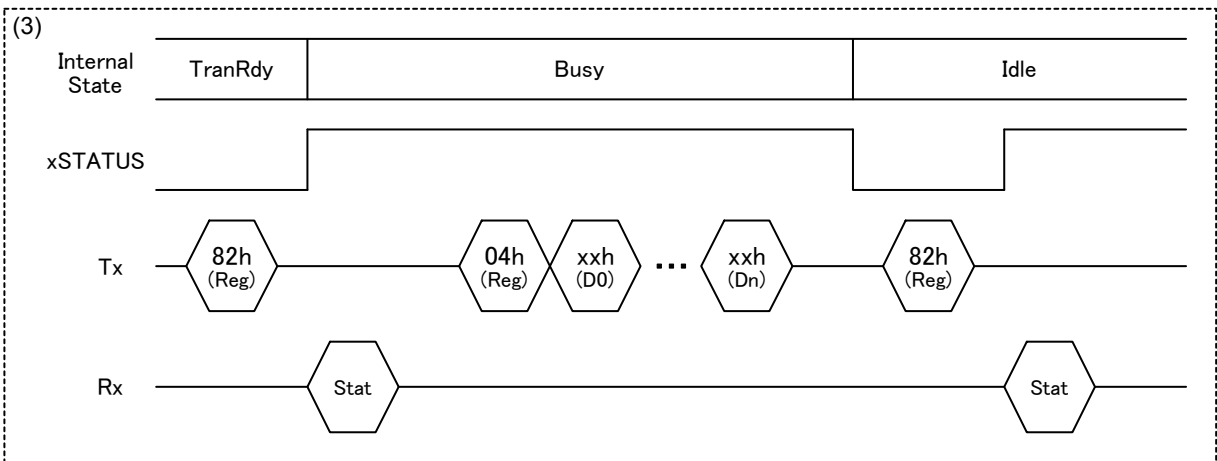 (3)
Internal
State
TranRdy
Busy
Idle
xSTATUS
Tx
82h
(Reg)
04h
(Reg)
xxh
(D0)
...
xxh
(Dn)
82h
(Reg)
Rx
Stat
Stat